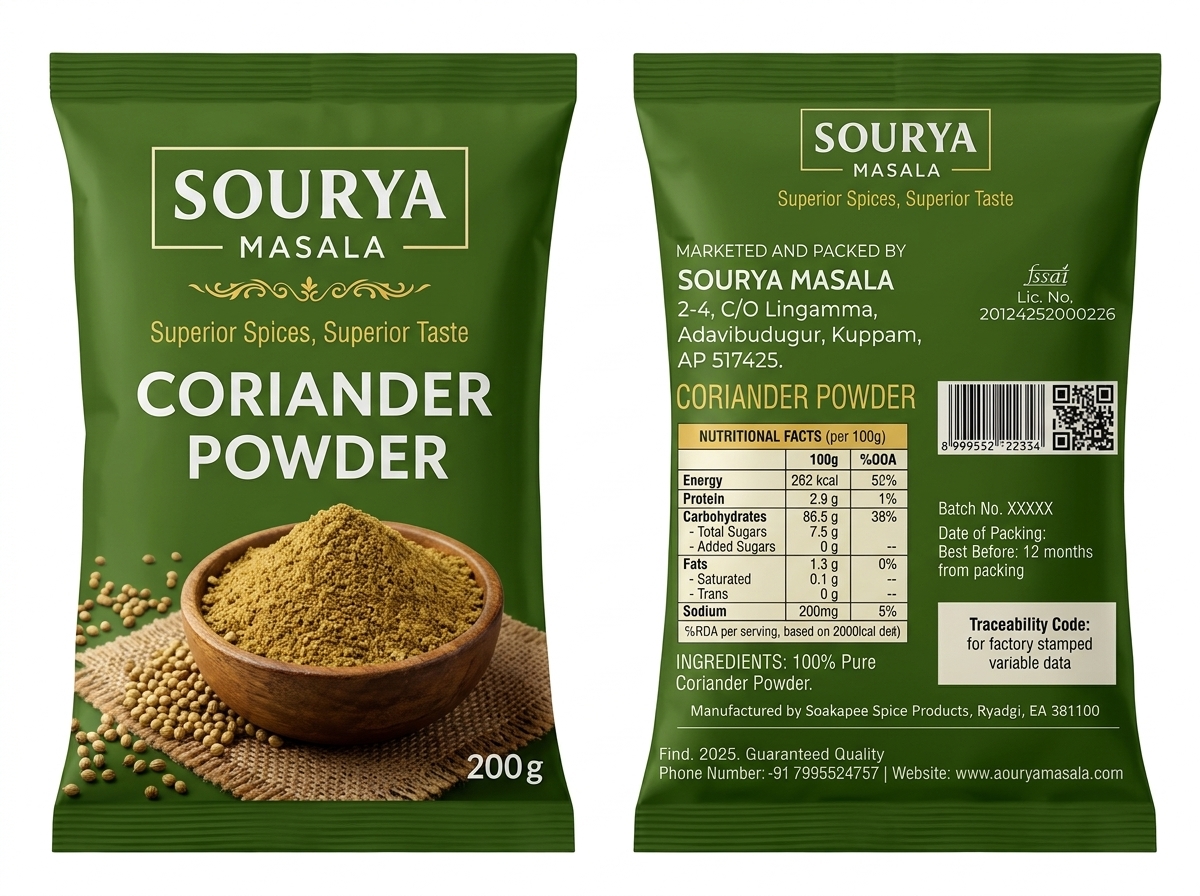 SOURYA
MASALA
Superior Spices, Superior Taste
CORIANDER
POWDER
200g
SOURYA
MASALA
Superior Spices, Superior Taste
MARKETED AND PACKED BY
SOURYA MASALA
2-4, C/O Lingamma,
Adavibudugur, Kuppam,
AP 517425.
fssai
Lic. No,
20124252000226
CORIANDER POWDER
NUTRITIONAL FACTS (per 100g)
100g %OOA
Energy 262 kcal
Protein 2.9 g 1%
Carbohydrates 86.5 g 38%
- Total Sugars 7.5 g
- Added Sugars 0 g --
Fats 1.3 g 0%
- Saturated 0.1 g --
- Trans 0 g --
Sodium 200mg 5%
%RDA per serving, based on
INGREDIENTS: 100% Pure
Coriander Powder.
8 999552 22334
Batch No. XXXXX
Date of Packing:
Best Before: 12 months
from packing
Traceability Code:
for factory stamped
variable data
Manufactured by Soakapee Spice Products, Ryadgi, EA 381100
Find. 2025. Guaranteed Quality
Phone Number: -91 7995524757 | Website: www.aouryamasala.com